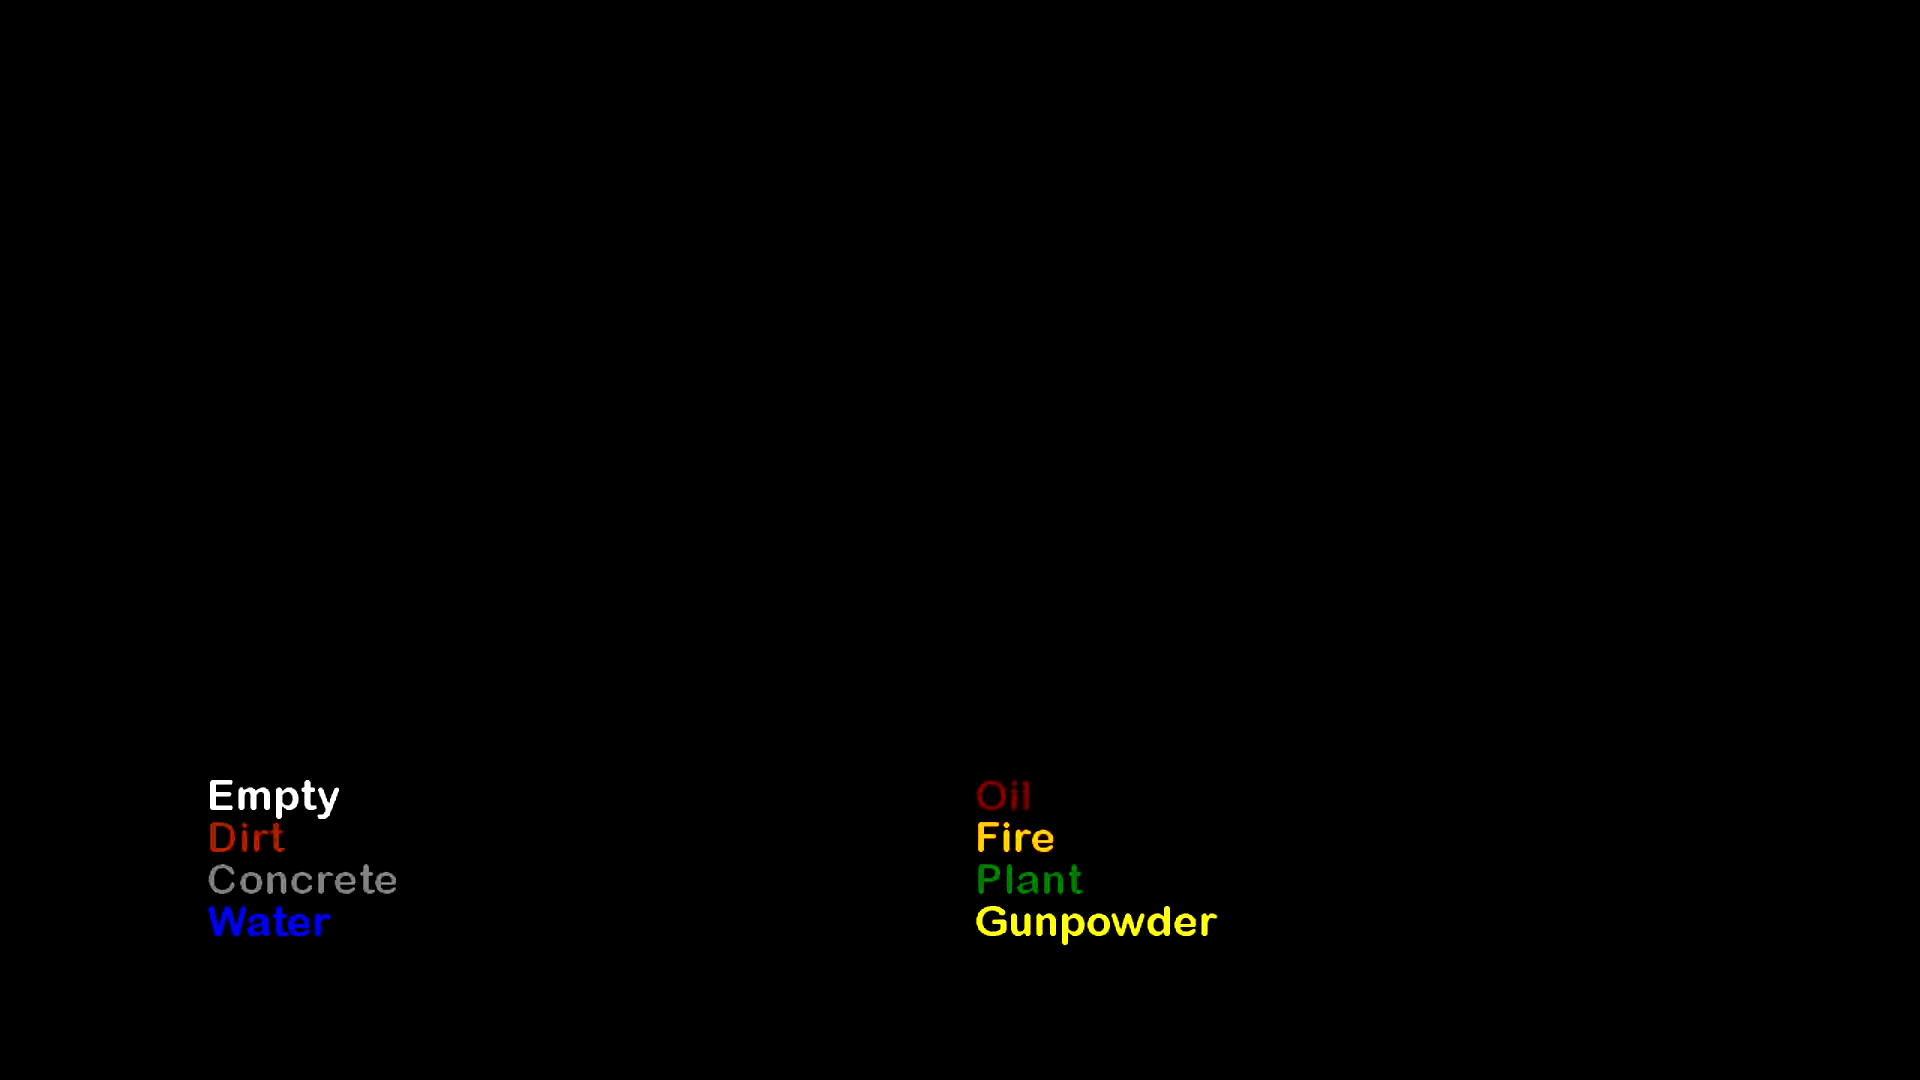 Empty
Dirt
Concrete
Water
Oil
Fire
Plant
Gunpowder